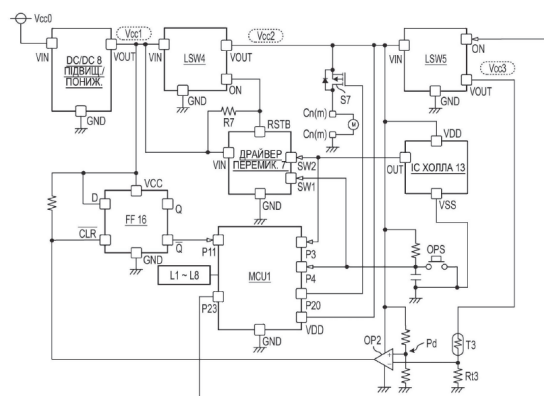 Vcc0
Vcc1
Vcc2
Vcc3
VIN
DC/DC 8
ПІДВИЩ./
ПОНИЖ.
VOUT
GND
VIN
LSW4
VOUT
ON
GND
VIN
LSW5
ON
VOUT
GND
S7
Cn(m)
M
Cn(m)
R7
RSTB
VIN
ДРАЙВЕР
ПЕРЕМИК. 7
SW2
SW1
GND
VDD
OUT
ІС ХОЛЛА 13
VSS
VCC
D
Q
FF 16
CLR
Q
GND
P11
MCU1
P3
P4
P20
VDD
P23
GND
L1 ~ L8
OPS
OP2
Pd
T3
Rt3